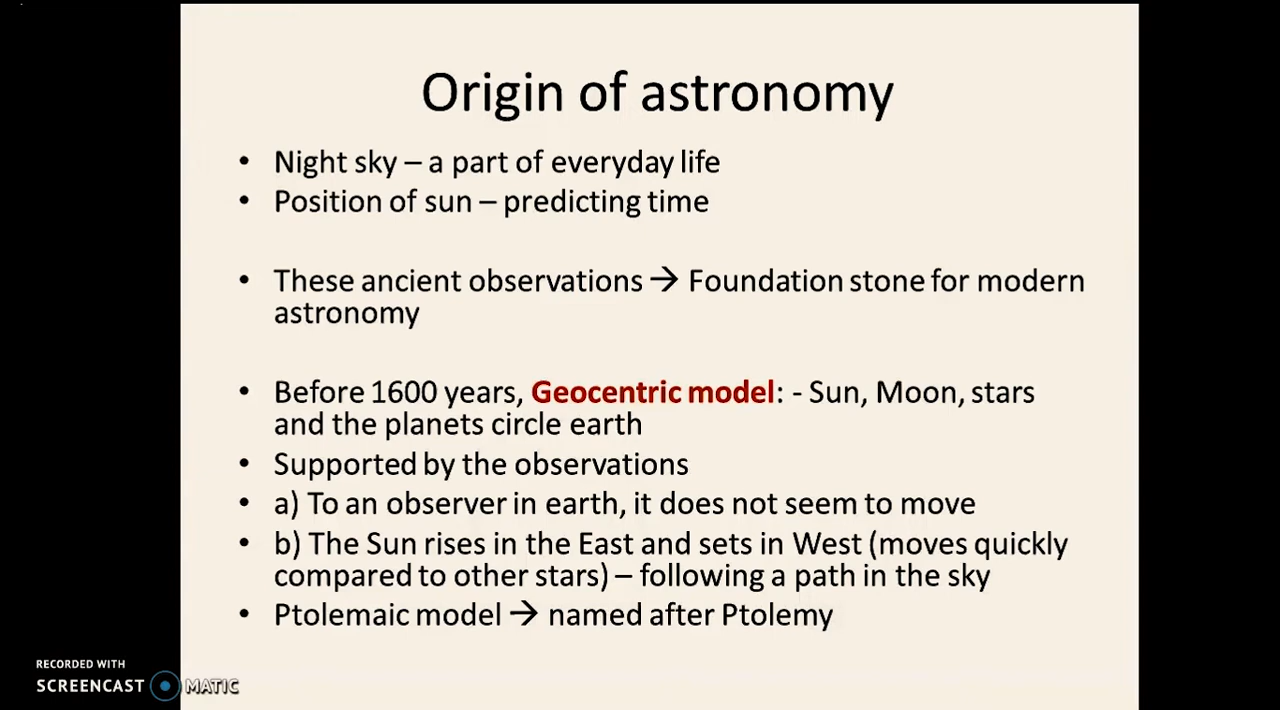 Origin of astronomy
• Night sky – a part of everyday life
• Position of sun – predicting time
• These ancient observations → Foundation stone for modern
astronomy
• Before 1600 years, Geocentric model: - Sun, Moon, stars
and the planets circle earth
• Supported by the observations
• a) To an observer in earth, it does not seem to move
• b) The Sun rises in the East and sets in West (moves quickly
compared to other stars) – following a path in the sky
• Ptolemaic model → named after Ptolemy
RECORDED WITH
SCREENCAST MATIC